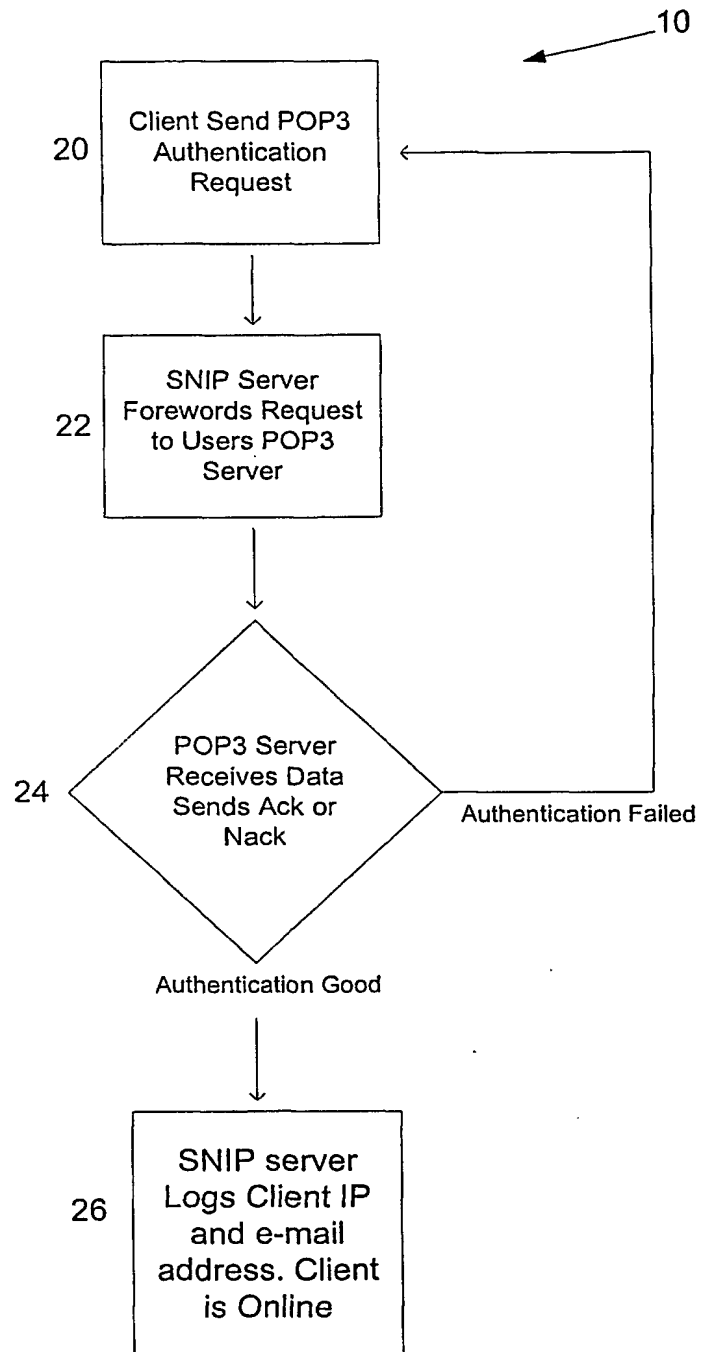 10
20
Client Send POP3
Authentication
Request
22
SNIP Server
Forewords Request
to Users POP3
Server
24
POP3 Server
Receives Data
Sends Ack or
Nack
Authentication Failed
Authentication Good
26
SNIP server
Logs Client IP
and e-mail
address. Client
is Online